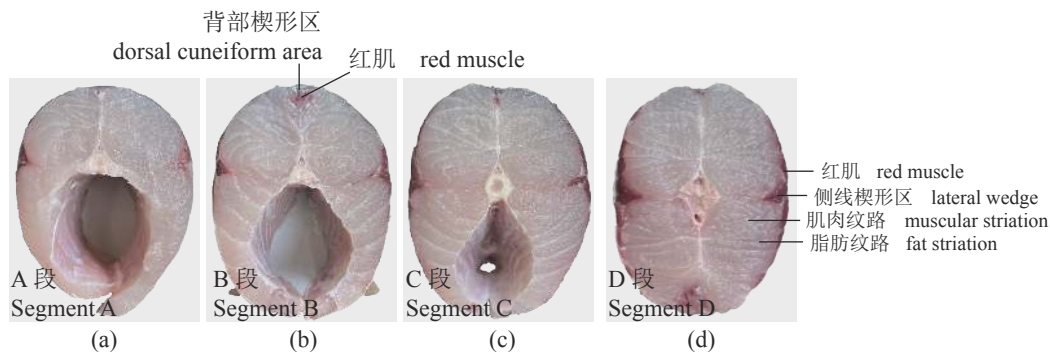 背部楔形区
dorsal cuneiform area
红肌 red muscle
A 段
Segment A
(a)
B 段
Segment B
(b)
C 段
Segment C
(c)
D 段
Segment D
(d)
红肌 red muscle
侧线楔形区 lateral wedge
肌肉纹路 muscular striation
脂肪纹路 fat striation